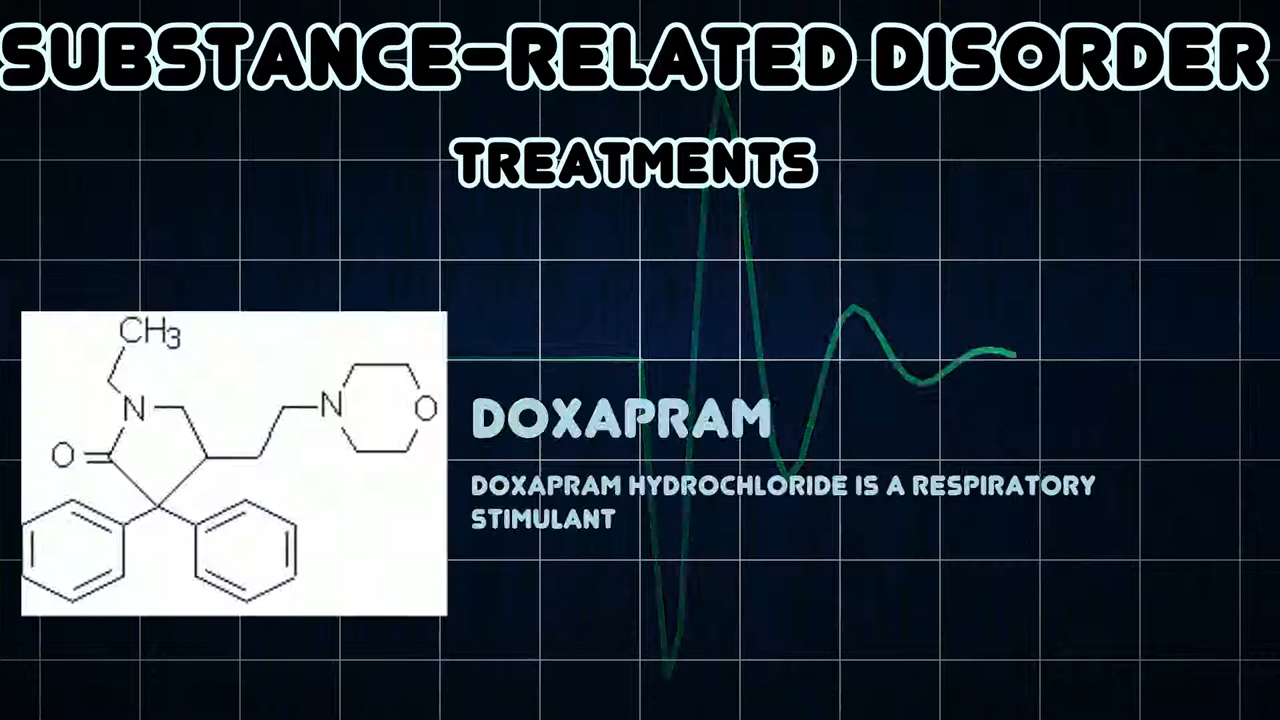 SUBSTANCE-RELATED DISORDER
TREATMENTS
CH3
N
N
O
O
DOXAPRAM
DOXAPRAM HYDROCHLORIDE IS A RESPIRATORY
STIMULANT